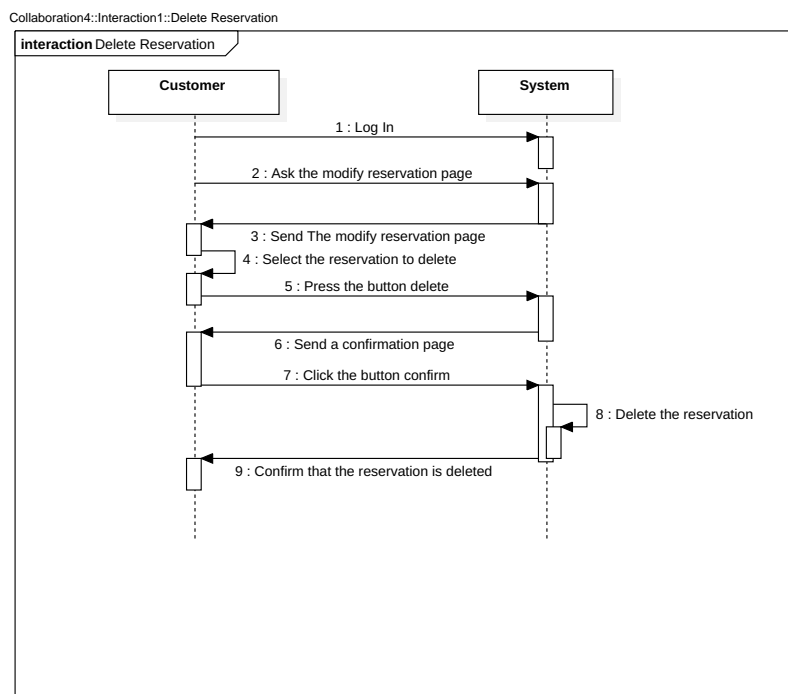 Collaboration4::Interaction1::Delete Reservation
interaction Delete Reservation
Customer
System
1 : Log In
2 : Ask the modify reservation page
3 : Send The modify reservation page
4 : Select the reservation to delete
5 : Press the button delete
6 : Send a confirmation page
7 : Click the button confirm
8 : Delete the reservation
9 : Confirm that the reservation is deleted